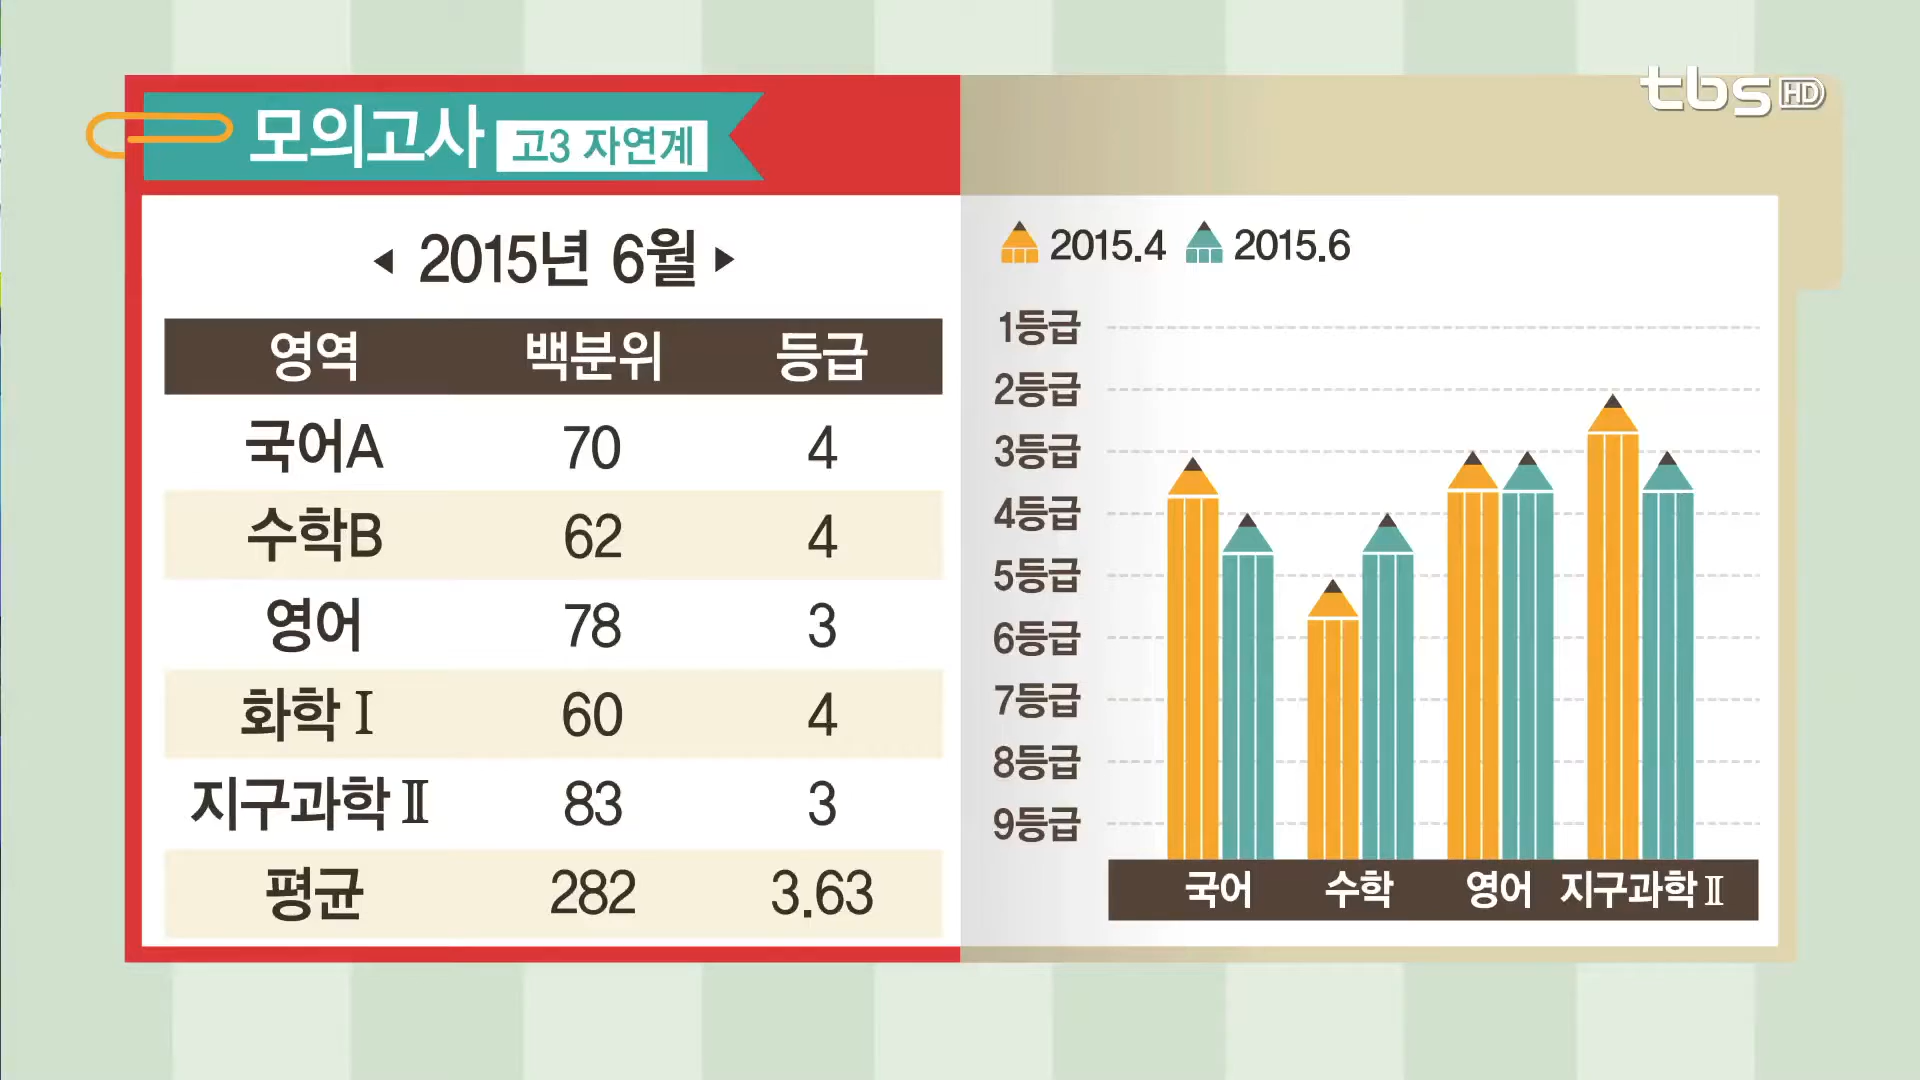 모의고사 고3 자연계
tbs HD
◂ 2015년 6월 ▸
영역 백분위 등급
국어A 70 4
수학B 62 4
영어 78 3
화학Ⅰ 60 4
지구과학Ⅱ 83 3
평균 282 3.63
2015.4 2015.6
1등급
2등급
3등급
4등급
5등급
6등급
7등급
8등급
9등급
국어 수학 영어 지구과학Ⅱ